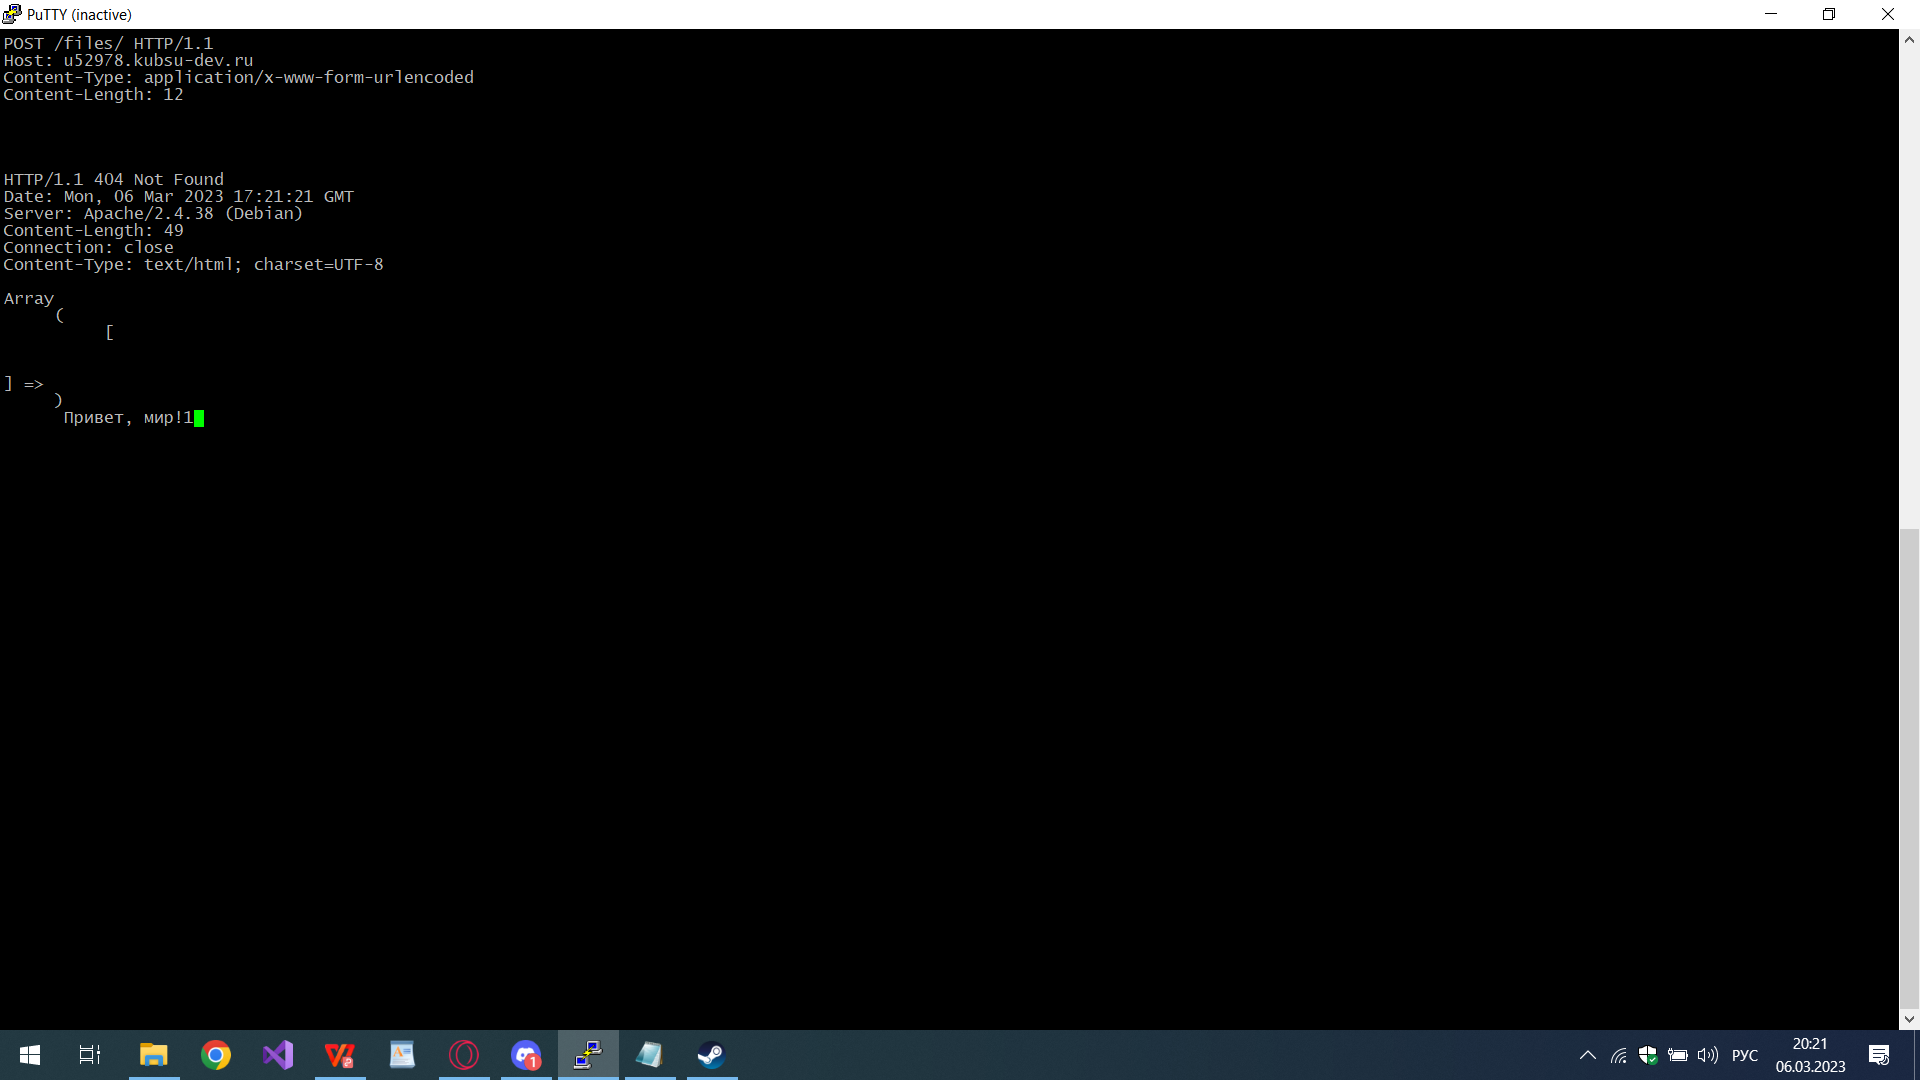 PuTTY (inactive)
POST /files/ HTTP/1.1
Host: u52978.kubsu-dev.ru
Content-Type: application/x-www-form-urlencoded
Content-Length: 12
HTTP/1.1 404 Not Found
Date: Mon, 06 Mar 2023 17:21:21 GMT
Server: Apache/2.4.38 (Debian)
Content-Length: 49
Connection: close
Content-Type: text/html; charset=UTF-8
Array
(
[
] =>
)
Привет, мир!1
1
РУС
20:21
06.03.2023